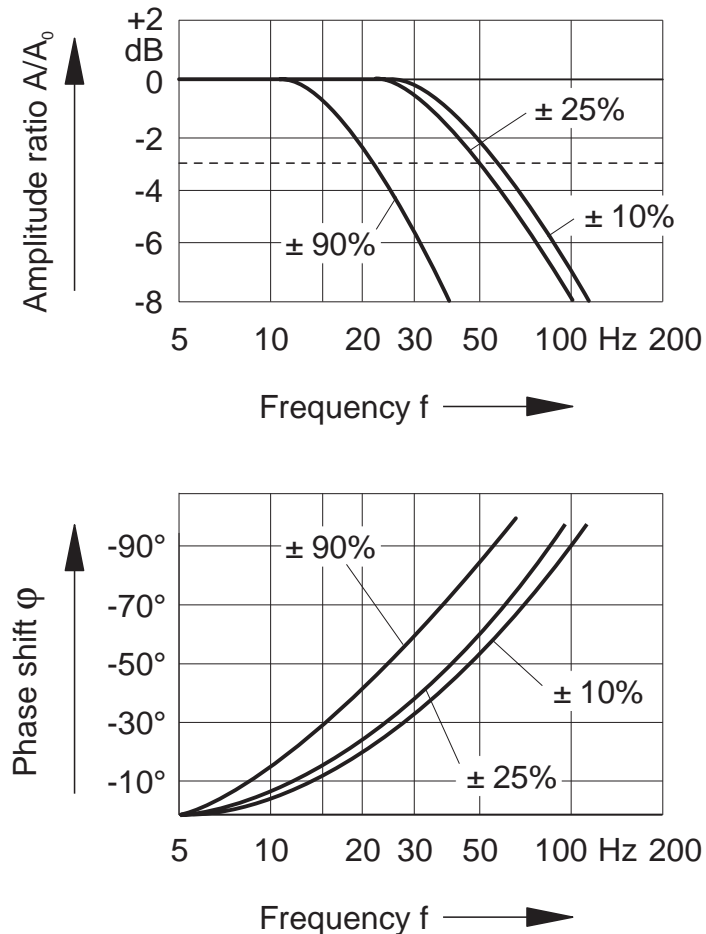 +2
dB
0
-2
-4
-6
-8
Amplitude ratio A/A₀
± 25%
± 10%
± 90%
5 10 20 30 50 100 Hz 200
Frequency f
-90°
-70°
-50°
-30°
-10°
Phase shift φ
± 90%
± 10%
± 25%
5 10 20 30 50 100 Hz 200
Frequency f